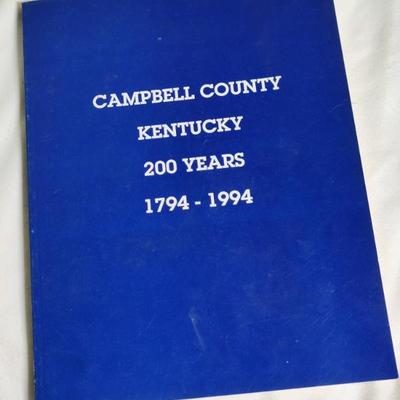 CAMPBELL COUNTY
KENTUCKY
200 YEARS
1794 - 1994